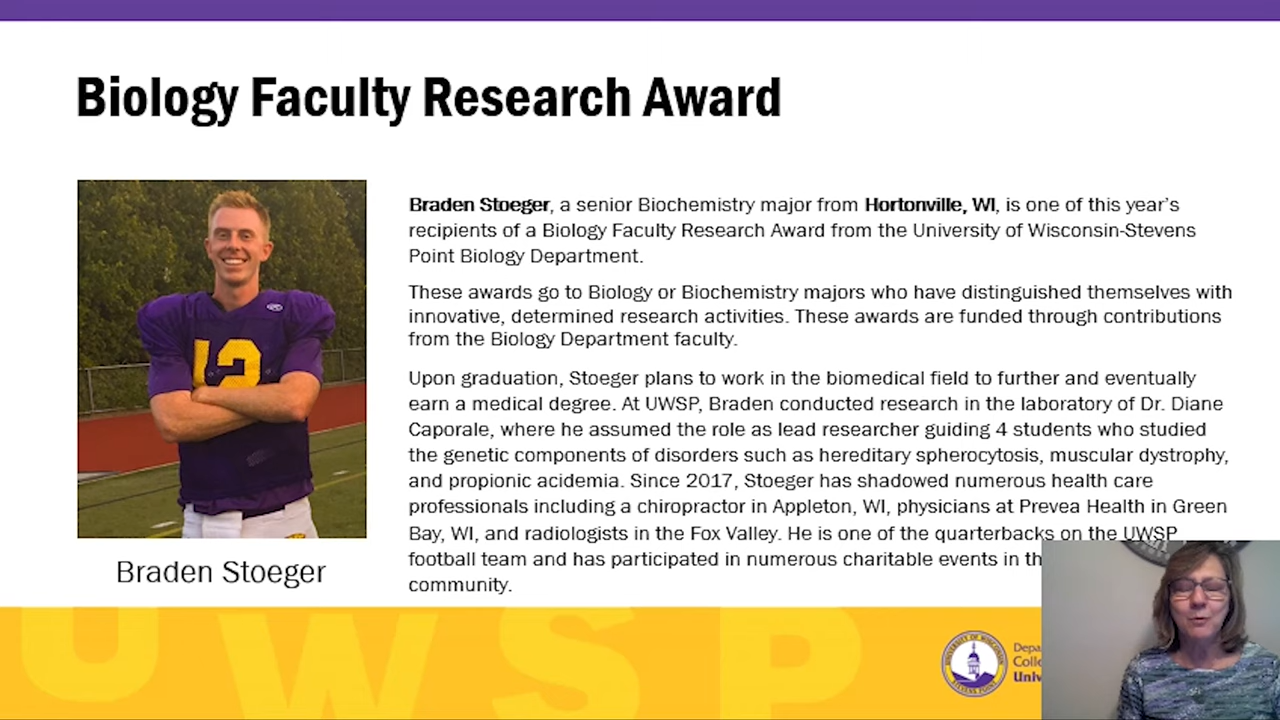 Biology Faculty Research Award
Braden Stoeger, a senior Biochemistry major from Hortonville, WI, is one of this year's
recipients of a Biology Faculty Research Award from the University of Wisconsin-Stevens
Point Biology Department.
These awards go to Biology or Biochemistry majors who have distinguished themselves with
innovative, determined research activities. These awards are funded through contributions
from the Biology Department faculty.
Upon graduation, Stoeger plans to work in the biomedical field to further and eventually
earn a medical degree. At UWSP, Braden conducted research in the laboratory of Dr. Diane
Caporale, where he assumed the role as lead researcher guiding 4 students who studied
the genetic components of disorders such as hereditary spherocytosis, muscular dystrophy,
and propionic acidemia. Since 2017, Stoeger has shadowed numerous health care
professionals including a chiropractor in Appleton, WI, physicians at Prevea Health in Green
Bay, WI, and radiologists in the Fox Valley. He is one of the quarterbacks on the UWSP
football team and has participated in numerous charitable events in th
community.
12
Braden Stoeger
UWSP
UNIVERSITY OF WISCONSIN
STEVENS POINT
Depa
Colle
Univ